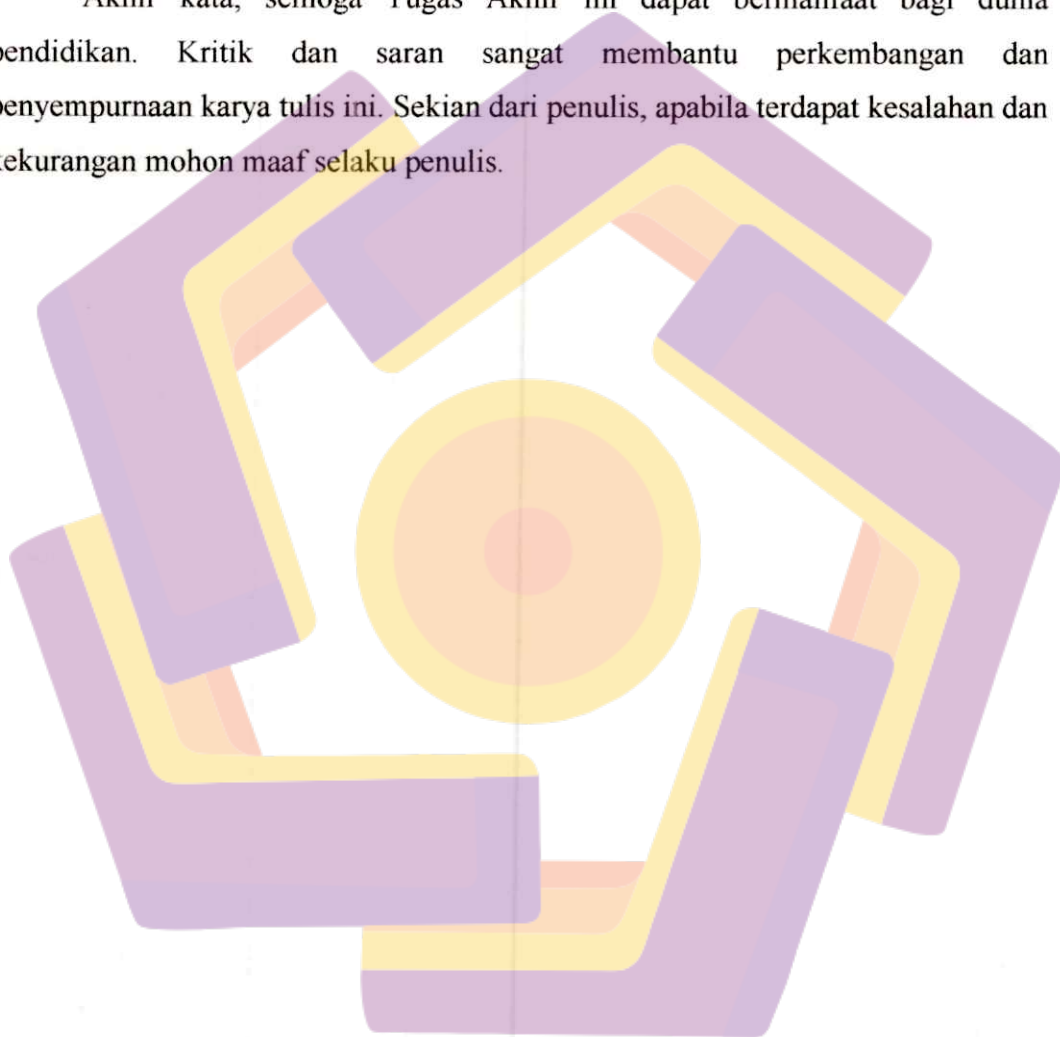 Akhir kata, semoga Tugas Akhir ini dapat bermanfaat bagi dunia
pendidikan. Kritik dan saran sangat membantu perkembangan dan
penyempurnaan karya tulis ini. Sekian dari penulis, apabila terdapat kesalahan dan
kekurangan mohon maaf selaku penulis.